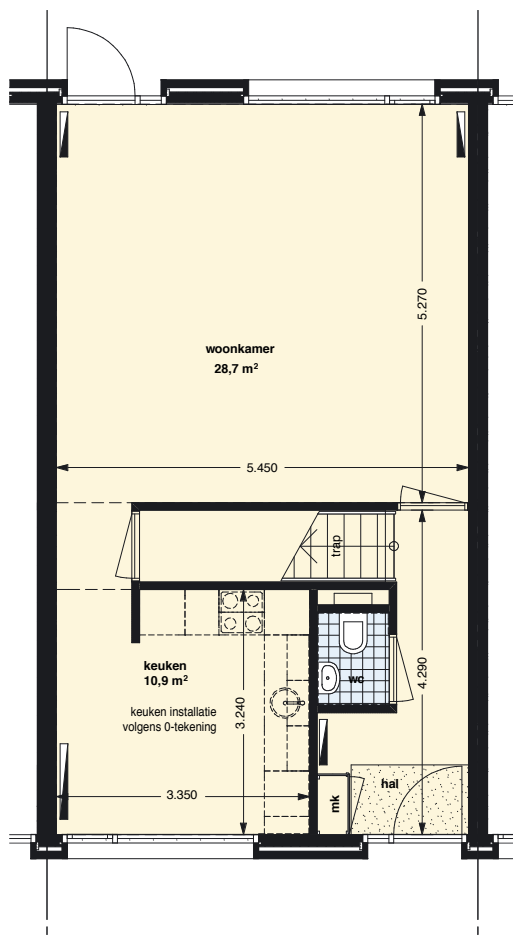 woonkamer
28,7 m²
5.270
5.450
trap
keuken
10,9 m²
wc
4.290
3.240
keuken installatie
volgens 0-tekening
hal
3.350
mk